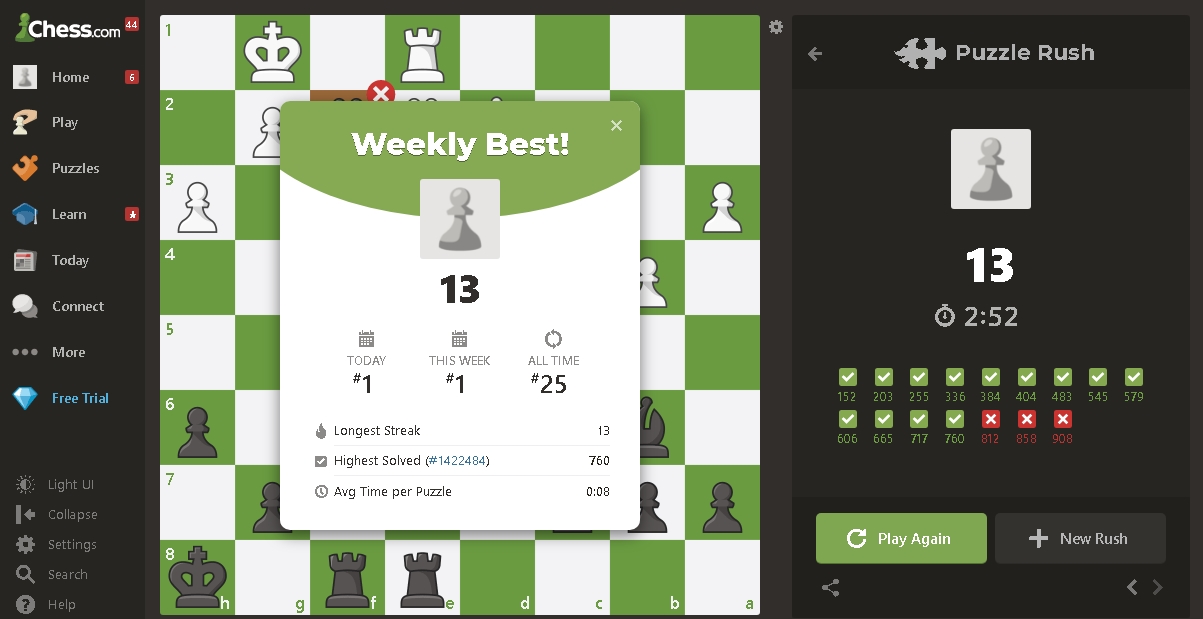 Chess.com 44
Home 6
Play
Puzzles
Learn
Today
Connect
More
Free Trial
Light UI
Collapse
Settings
Search
Help
1
2
3
4
5
6
7
8
h g f e d c b a
Weekly Best!
×
13
TODAY THIS WEEK ALL TIME
#1 #1 #25
Longest Streak 13
Highest Solved (#1422484) 760
Avg Time per Puzzle 0:08
Puzzle Rush
13
2:52
152 203 255 336 384 404 483 545 579
606 665 717 760 812 858 908
Play Again New Rush